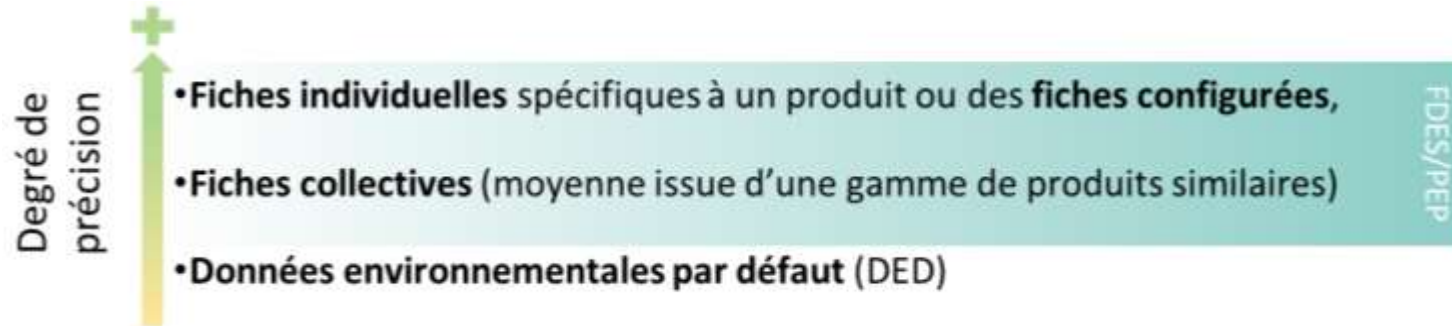 Degré de
précision
•Fiches individuelles spécifiques à un produit ou des fiches configurées,
•Fiches collectives (moyenne issue d’une gamme de produits similaires)
•Données environnementales par défaut (DED)
FDES/PEP